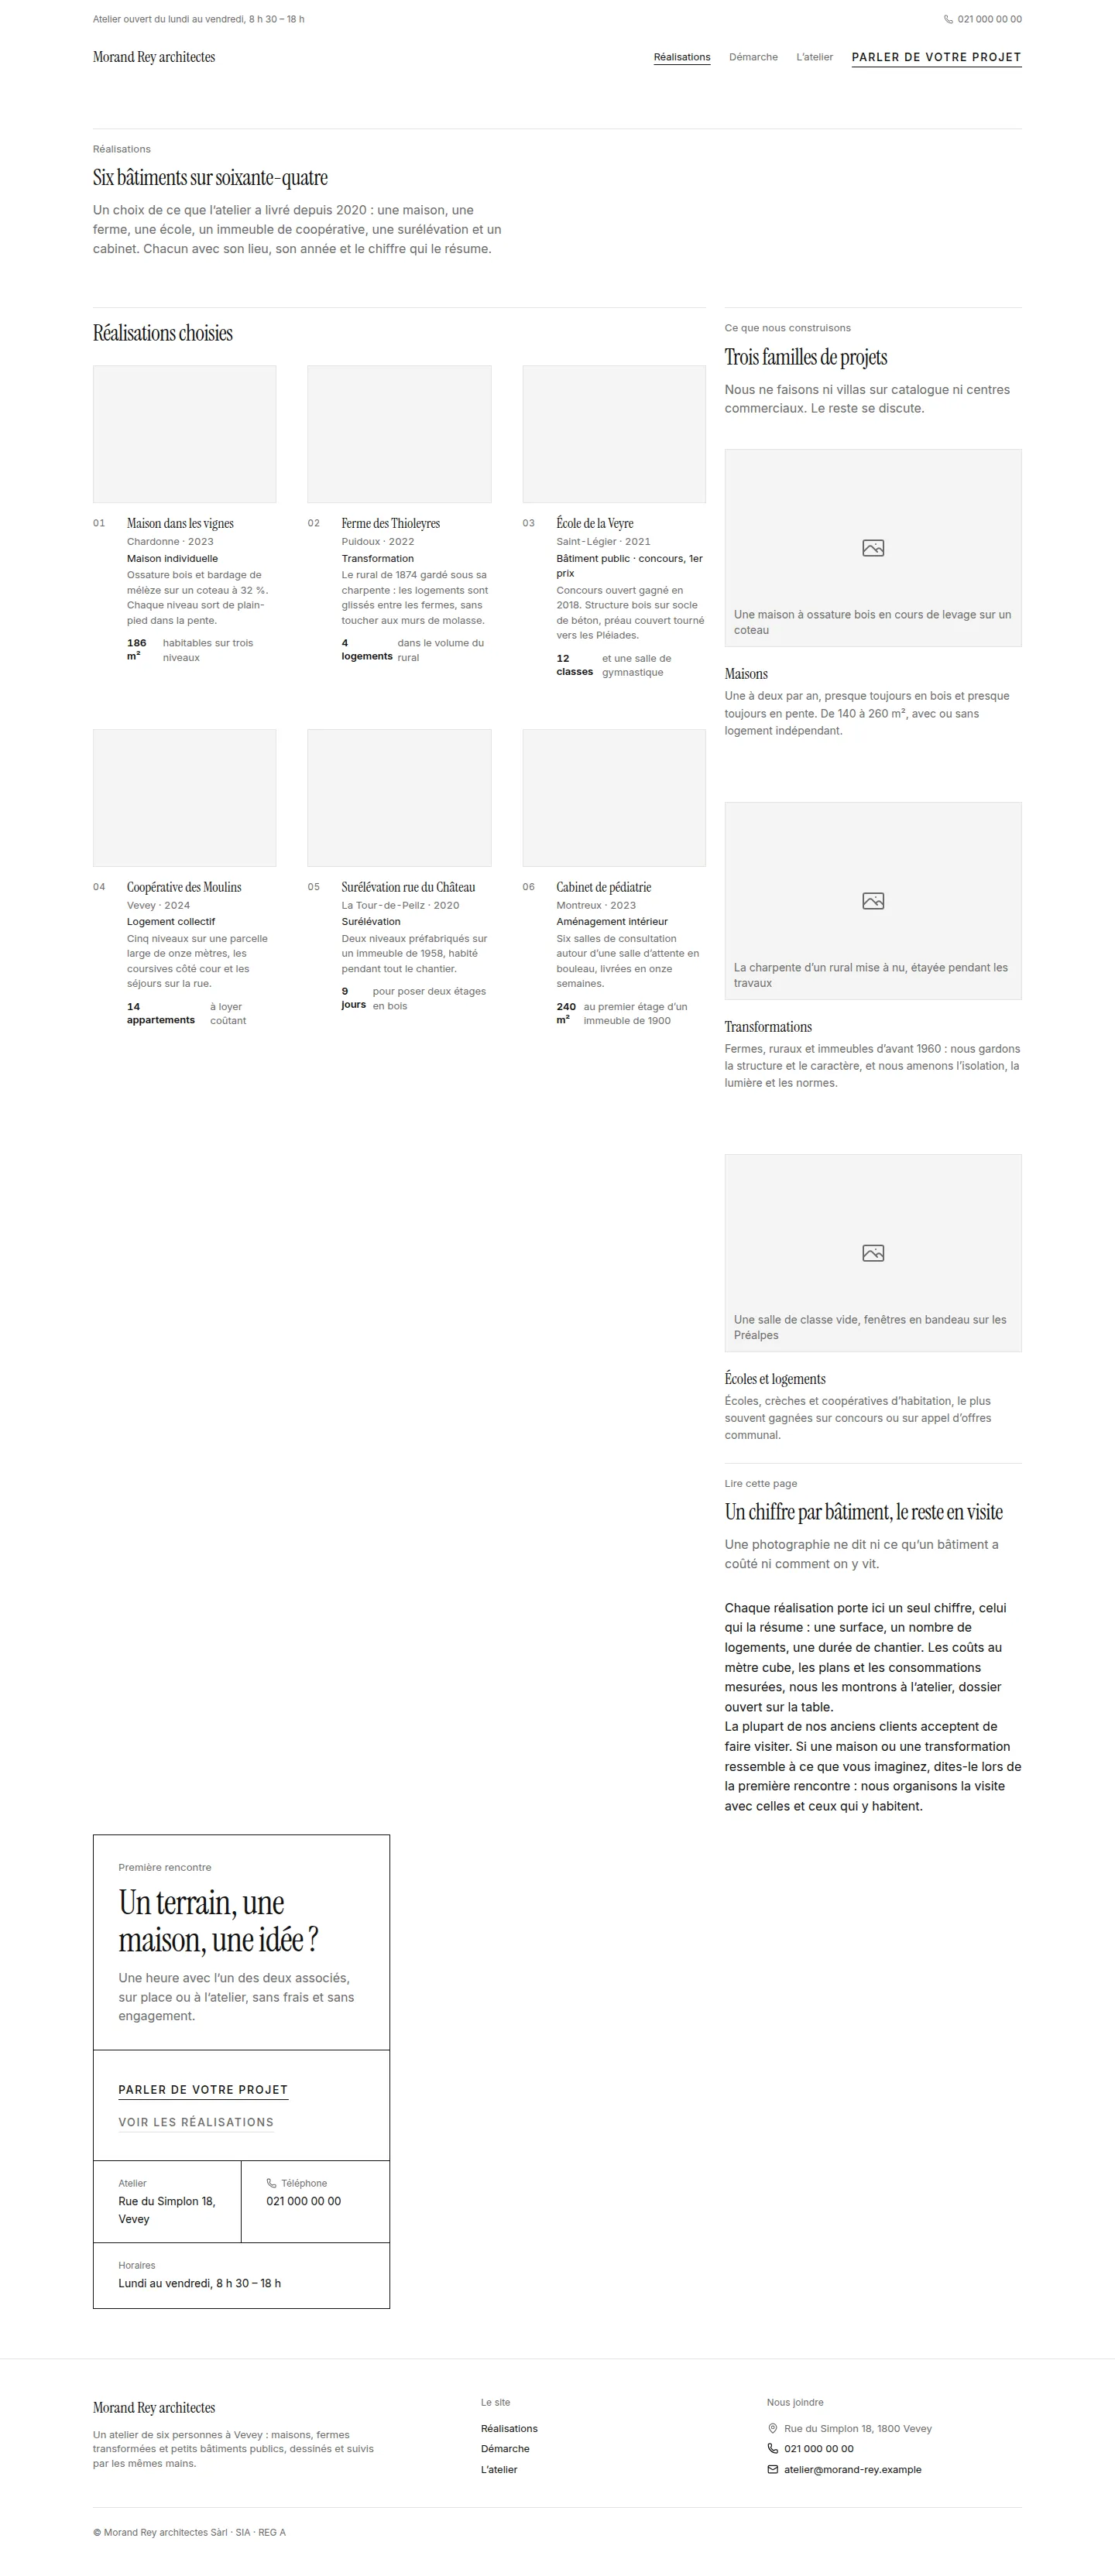 Atelier ouvert du lundi au vendredi, 8 h 30 – 18 h
021 000 00 00
Morand Rey architectes
Réalisations
Démarche
L’atelier
PARLER DE VOTRE PROJET
Réalisations
Six bâtiments sur soixante-quatre
Un choix de ce que l’atelier a livré depuis 2020 : une maison, une
ferme, une école, un immeuble de coopérative, une surélévation et un
cabinet. Chacun avec son lieu, son année et le chiffre qui le résume.
Réalisations choisies
01
Maison dans les vignes
Chardonne · 2023
Maison individuelle
Ossature bois et bardage de
mélèze sur un coteau à 32 %.
Chaque niveau sort de plain-
pied dans la pente.
186
m²
habitables sur trois
niveaux
02
Ferme des Thioleyres
Puidoux · 2022
Transformation
Le rural de 1874 gardé sous sa
charpente : les logements sont
glissés entre les fermes, sans
toucher aux murs de molasse.
4
logements
dans le volume du
rural
03
École de la Veyre
Saint-Légier · 2021
Bâtiment public · concours, 1er
prix
Concours ouvert gagné en
2018. Structure bois sur socle
de béton, préau couvert tourné
vers les Pléiades.
12
classes
et une salle de
gymnastique
04
Coopérative des Moulins
Vevey · 2024
Logement collectif
Cinq niveaux sur une parcelle
large de onze mètres, les
coursives côté cour et les
séjours sur la rue.
14
appartements
à loyer
coûtant
05
Surélévation rue du Château
La Tour-de-Peilz · 2020
Surélévation
Deux niveaux préfabriqués sur
un immeuble de 1958, habité
pendant tout le chantier.
9
jours
pour poser deux étages
en bois
06
Cabinet de pédiatrie
Montreux · 2023
Aménagement intérieur
Six salles de consultation
autour d’une salle d’attente en
bouleau, livrées en onze
semaines.
240
m²
au premier étage d’un
immeuble de 1900
Ce que nous construisons
Trois familles de projets
Nous ne faisons ni villas sur catalogue ni centres
commerciaux. Le reste se discute.
Une maison à ossature bois en cours de levage sur un
coteau
Maisons
Une à deux par an, presque toujours en bois et presque
toujours en pente. De 140 à 260 m², avec ou sans
logement indépendant.
La charpente d’un rural mise à nu, étayée pendant les
travaux
Transformations
Fermes, ruraux et immeubles d’avant 1960 : nous gardons
la structure et le caractère, et nous amenons l’isolation, la
lumière et les normes.
Une salle de classe vide, fenêtres en bandeau sur les
Préalpes
Écoles et logements
Écoles, crèches et coopératives d’habitation, le plus
souvent gagnées sur concours ou sur appel d’offres
communal.
Lire cette page
Un chiffre par bâtiment, le reste en visite
Une photographie ne dit ni ce qu’un bâtiment a
coûté ni comment on y vit.
Chaque réalisation porte ici un seul chiffre, celui
qui la résume : une surface, un nombre de
logements, une durée de chantier. Les coûts au
mètre cube, les plans et les consommations
mesurées, nous les montrons à l’atelier, dossier
ouvert sur la table.
La plupart de nos anciens clients acceptent de
faire visiter. Si une maison ou une transformation
ressemble à ce que vous imaginez, dites-le lors de
la première rencontre : nous organisons la visite
avec celles et ceux qui y habitent.
Première rencontre
Un terrain, une
maison, une idée ?
Une heure avec l’un des deux associés,
sur place ou à l’atelier, sans frais et sans
engagement.
PARLER DE VOTRE PROJET
VOIR LES RÉALISATIONS
Atelier
Rue du Simplon 18,
Vevey
Téléphone
021 000 00 00
Horaires
Lundi au vendredi, 8 h 30 – 18 h
Morand Rey architectes
Un atelier de six personnes à Vevey : maisons, fermes
transformées et petits bâtiments publics, dessinés et suivis
par les mêmes mains.
Le site
Réalisations
Démarche
L’atelier
Nous joindre
Rue du Simplon 18, 1800 Vevey
021 000 00 00
atelier@morand-rey.example
© Morand Rey architectes Sàrl · SIA · REG A